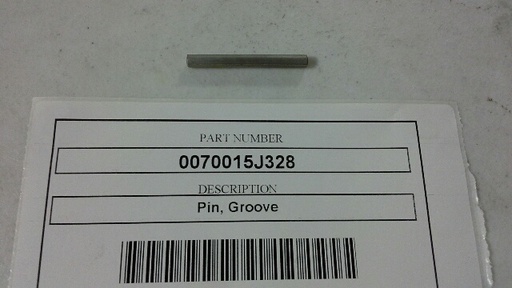 PART NUMBER
0070015J328
DESCRIPTION
Pin, Groove